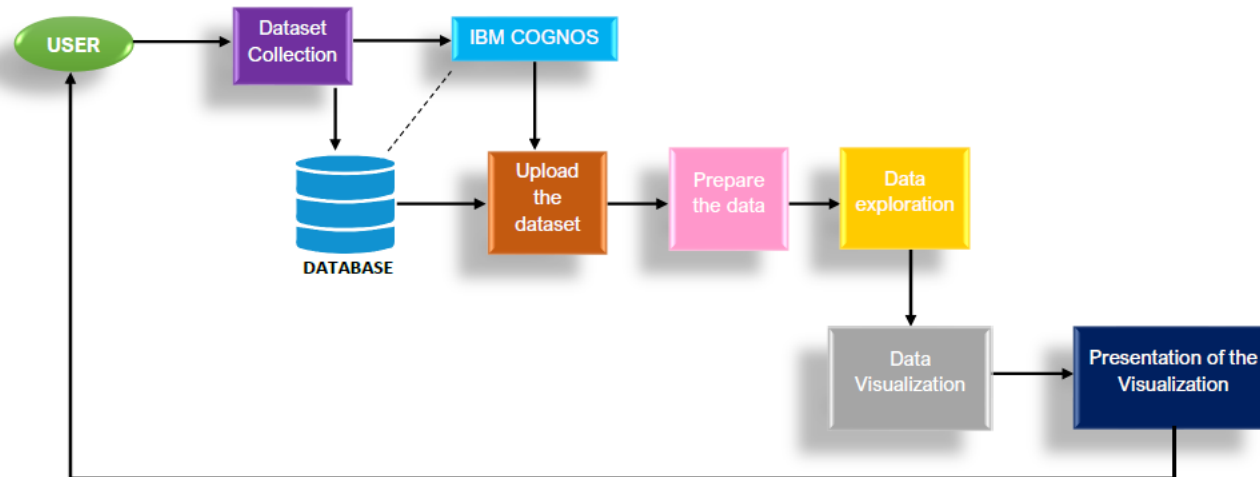 USER
Dataset
Collection
IBM COGNOS
DATABASE
Upload
the
dataset
Prepare
the data
Data
exploration
Data
Visualization
Presentation of the
Visualization